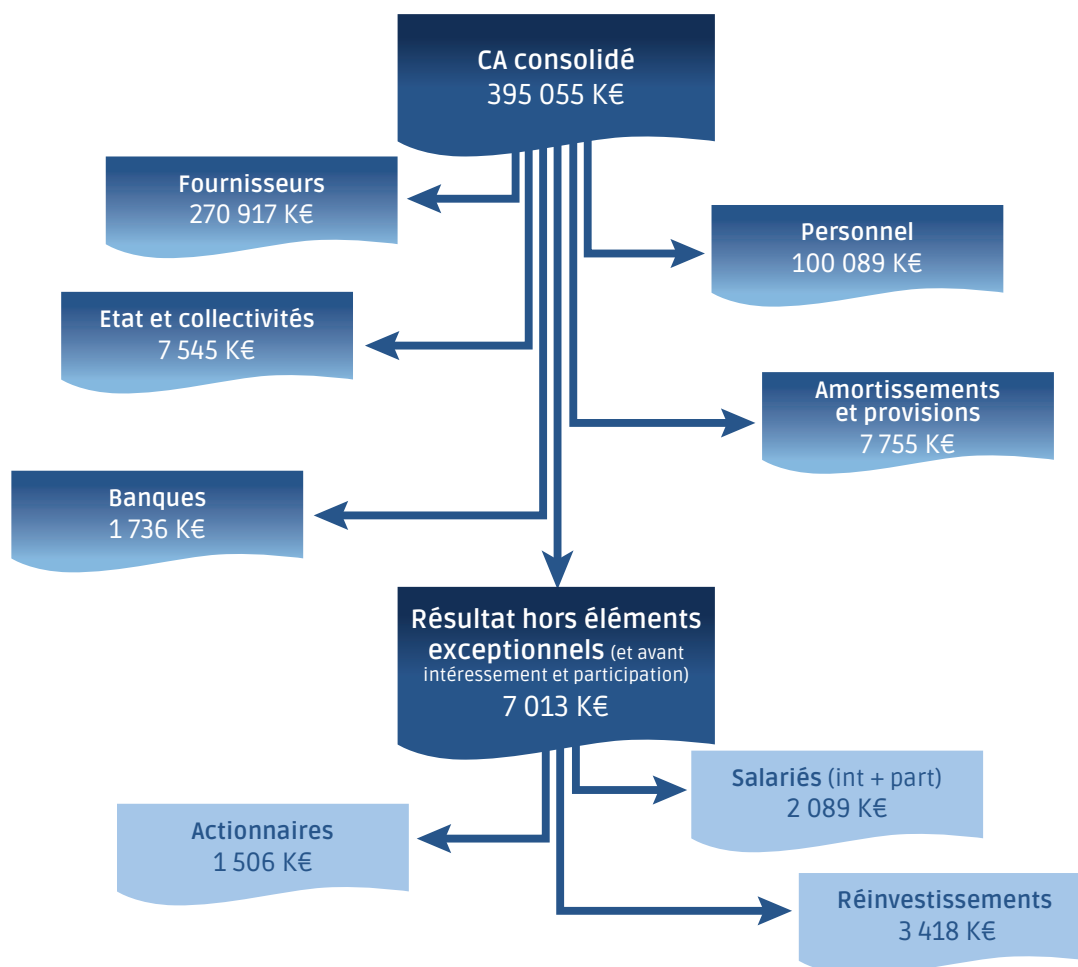 CA consolidé
395 055 K€
Fournisseurs
270 917 K€
Personnel
100 089 K€
Etat et collectivités
7 545 K€
Amortissements
et provisions
7 755 K€
Banques
1 736 K€
Résultat hors éléments
exceptionnels (et avant
intéressement et participation)
7 013 K€
Salariés (int + part)
2 089 K€
Actionnaires
1 506 K€
Réinvestissements
3 418 K€